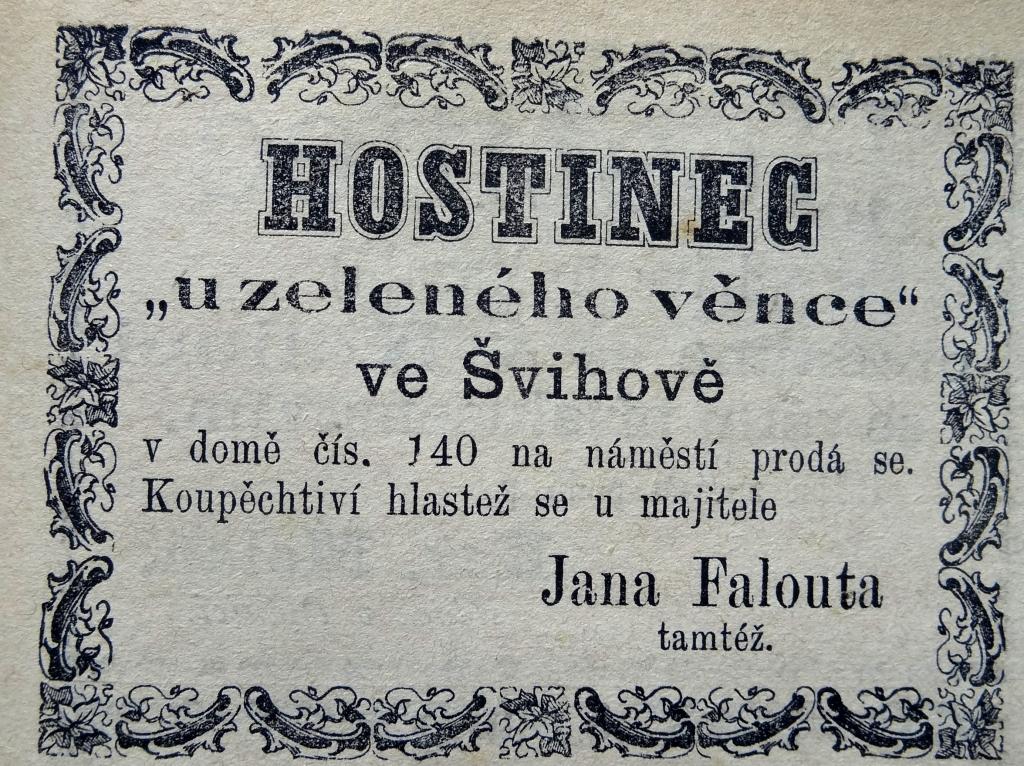 HOSTINEC
„u zeleného věnce“
ve Švihově
v domě čís. 140 na náměstí prodá se.
Koupěchtiví hlastež se u majitele
Jana Falouta
tamtéž.